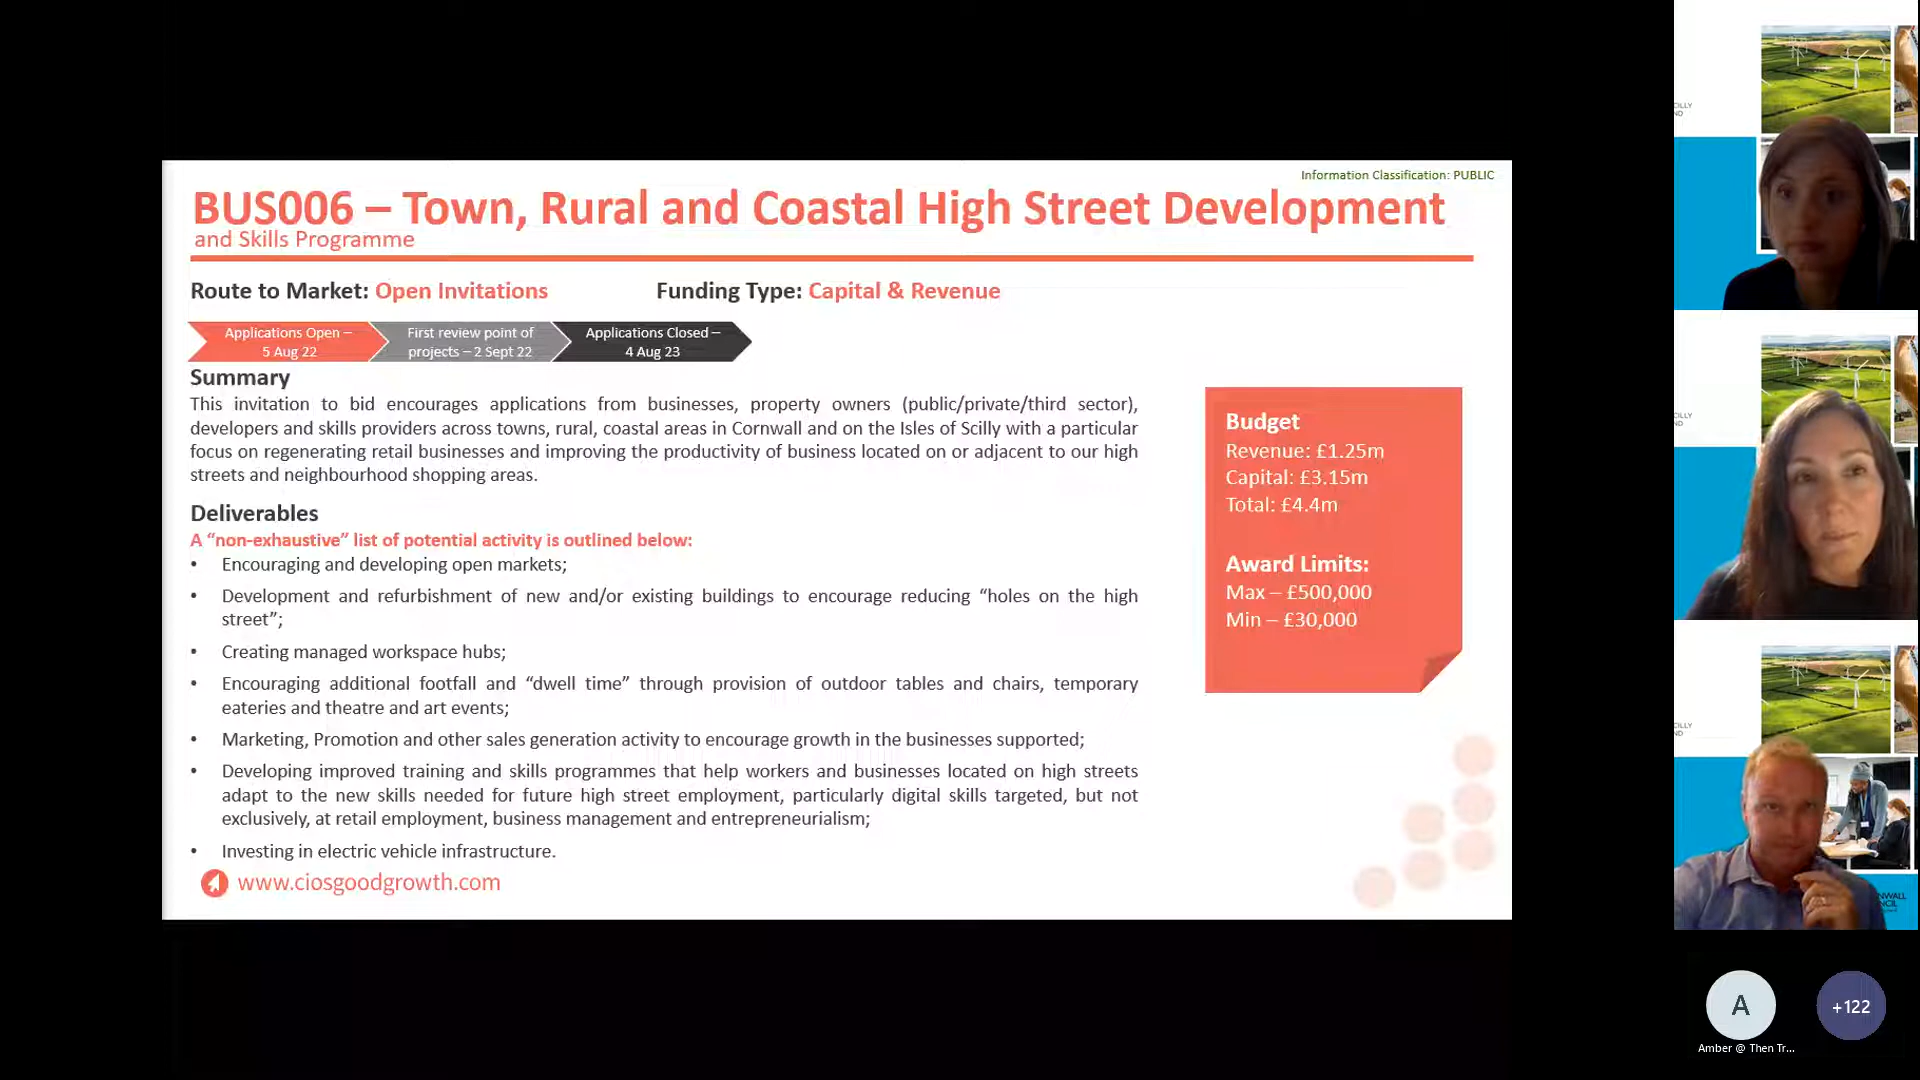 Information Classification: PUBLIC
BUS006 – Town, Rural and Coastal High Street Development
and Skills Programme
Route to Market: Open Invitations
Funding Type: Capital & Revenue
Applications Open –
5 Aug 22
First review point of
projects – 2 Sept 22
Applications Closed –
4 Aug 23
Summary
This invitation to bid encourages applications from businesses, property owners (public/private/third sector),
developers and skills providers across towns, rural, coastal areas in Cornwall and on the Isles of Scilly with a particular
focus on regenerating retail businesses and improving the productivity of business located on or adjacent to our high
streets and neighbourhood shopping areas.
Deliverables
A “non-exhaustive” list of potential activity is outlined below:
• Encouraging and developing open markets;
• Development and refurbishment of new and/or existing buildings to encourage reducing “holes on the high
street”;
• Creating managed workspace hubs;
• Encouraging additional footfall and “dwell time” through provision of outdoor tables and chairs, temporary
eateries and theatre and art events;
• Marketing, Promotion and other sales generation activity to encourage growth in the businesses supported;
• Developing improved training and skills programmes that help workers and businesses located on high streets
adapt to the new skills needed for future high street employment, particularly digital skills targeted, but not
exclusively, at retail employment, business management and entrepreneurialism;
• Investing in electric vehicle infrastructure.
www.ciosgoodgrowth.com
Budget
Revenue: £1.25m
Capital: £3.15m
Total: £4.4m
Award Limits:
Max – £500,000
Min – £30,000
A
+122
Amber @ Then Tr...